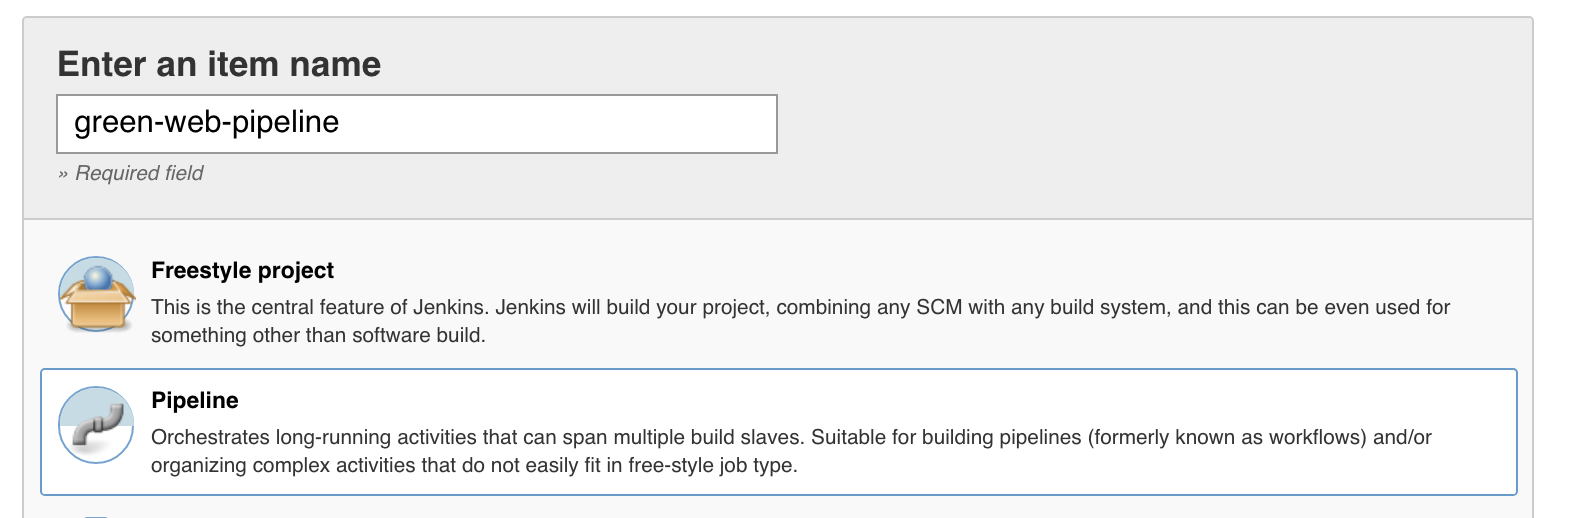 Enter an item name
green-web-pipeline
» Required field
Freestyle project
This is the central feature of Jenkins. Jenkins will build your project, combining any SCM with any build system, and this can be even used for
something other than software build.
Pipeline
Orchestrates long-running activities that can span multiple build slaves. Suitable for building pipelines (formerly known as workflows) and/or
organizing complex activities that do not easily fit in free-style job type.